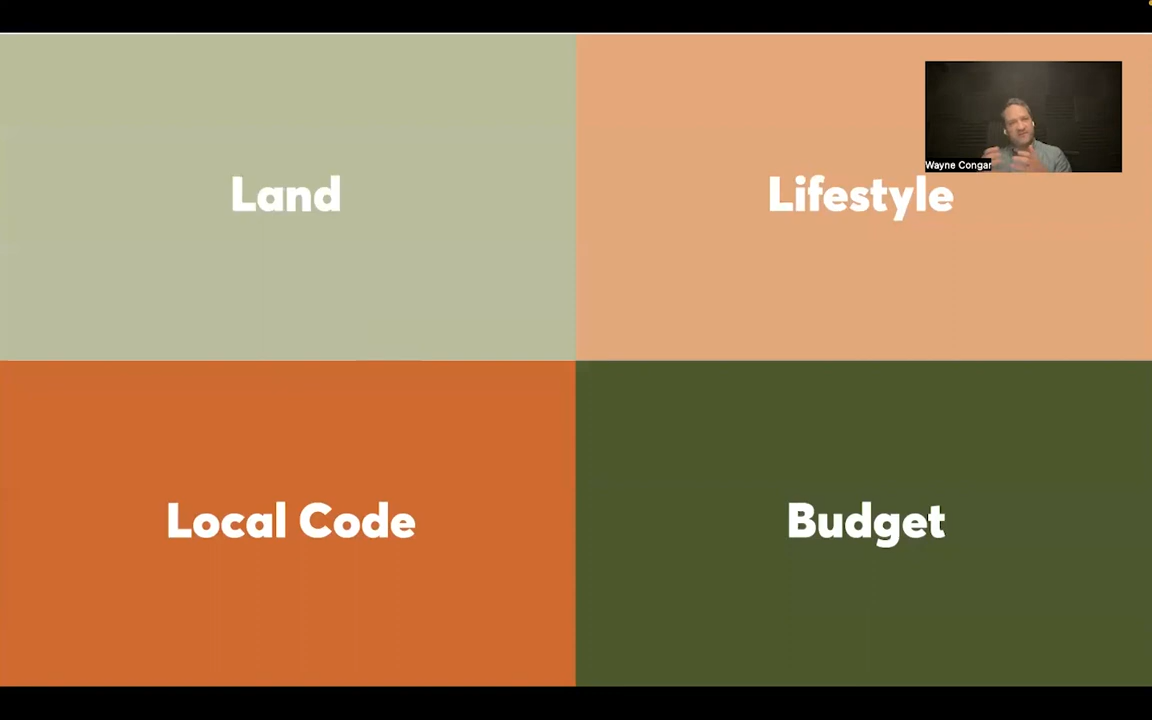 Land
Lifestyle
Wayne Congar
Local Code
Budget